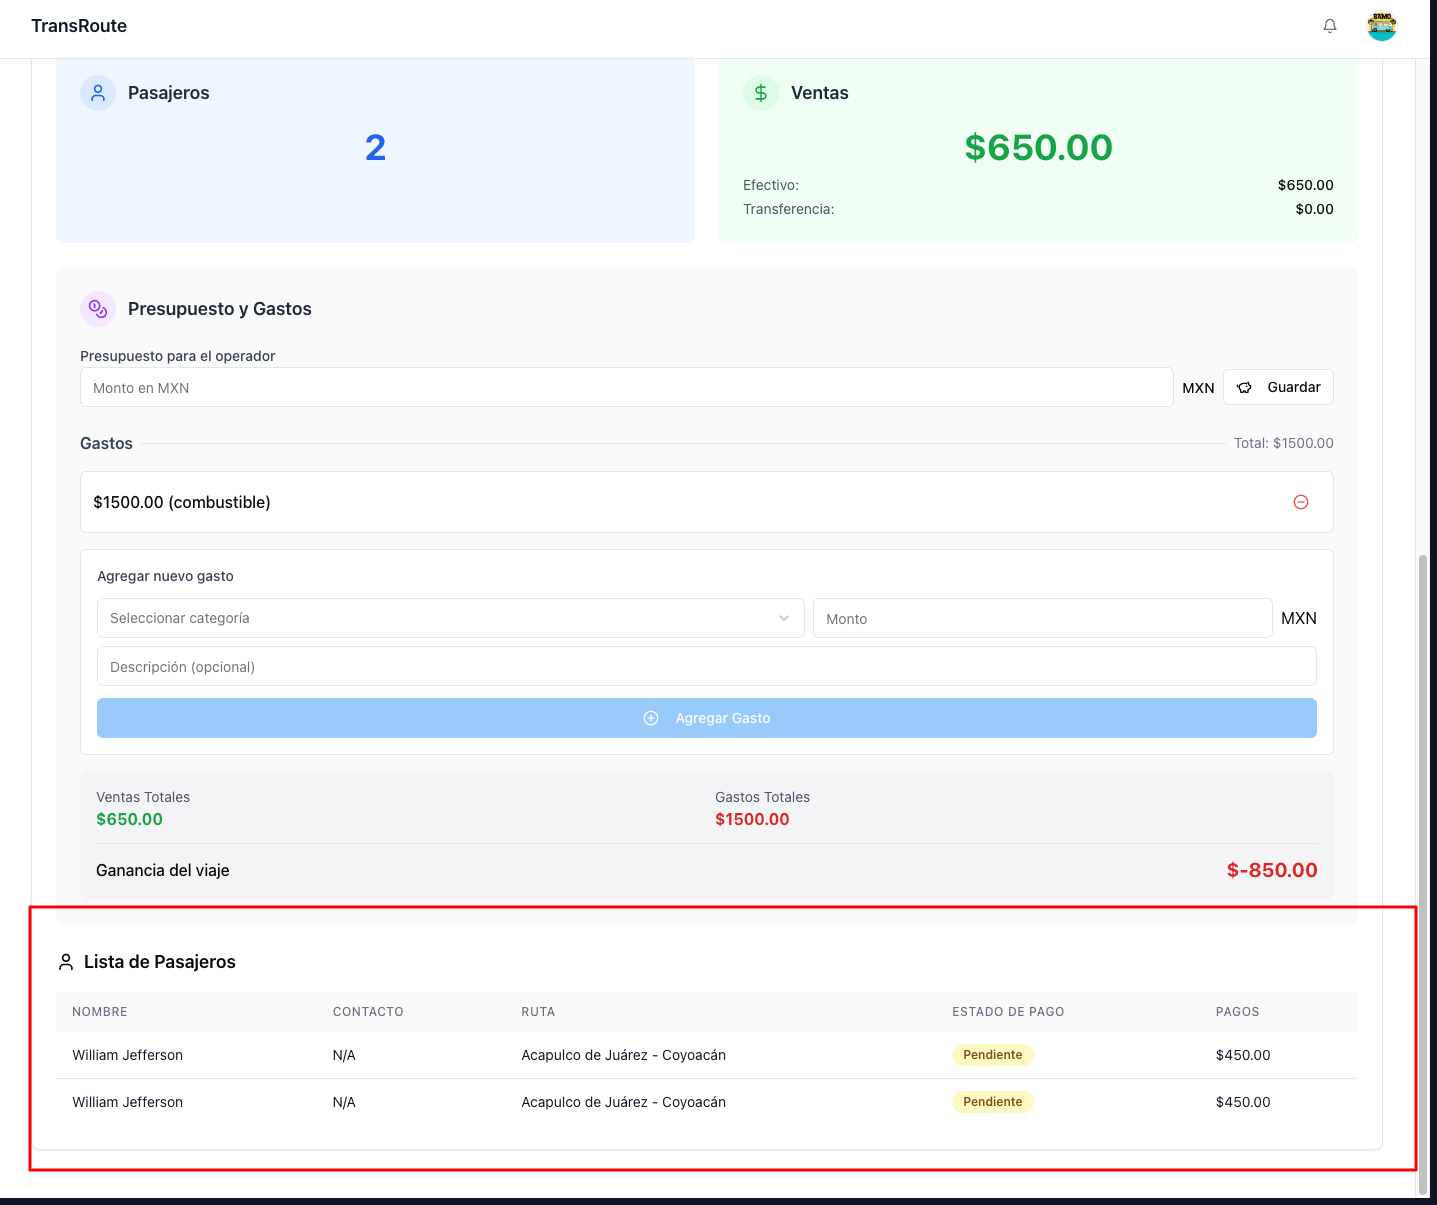 TransRoute
BAMO
Pasajeros
2
Ventas
$650.00
Efectivo: $650.00
Transferencia: $0.00
Presupuesto y Gastos
Presupuesto para el operador
Monto en MXN MXN Guardar
Gastos Total: $1500.00
$1500.00 (combustible)
Agregar nuevo gasto
Seleccionar categoría Monto MXN
Descripción (opcional)
Agregar Gasto
Ventas Totales Gastos Totales
$650.00 $1500.00
Ganancia del viaje $-850.00
Lista de Pasajeros
NOMBRE CONTACTO RUTA ESTADO DE PAGO PAGOS
William Jefferson N/A Acapulco de Juárez - Coyoacán Pendiente $450.00
William Jefferson N/A Acapulco de Juárez - Coyoacán Pendiente $450.00